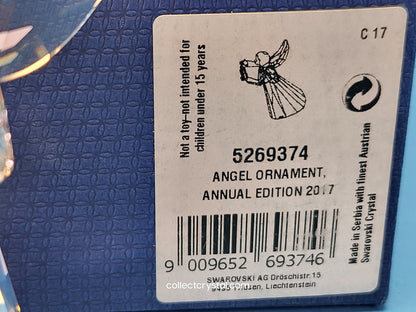 C 17
Not a toy-not intended for
children under 15 years
5269374
ANGEL ORNAMENT,
ANNUAL EDITION 2017
Made in Serbia with finest Austrian
Swarovski Crystal
9 009652 693746
SWAROVSKI AG Dröschistr.15
collectcrystal.com
Liechtenstein